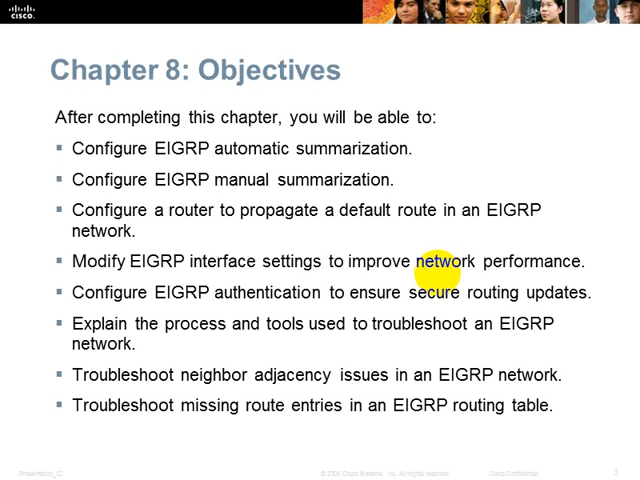 CISCO
Chapter 8: Objectives
After completing this chapter, you will be able to:
▪ Configure EIGRP automatic summarization.
▪ Configure EIGRP manual summarization.
▪ Configure a router to propagate a default route in an EIGRP
network.
▪ Modify EIGRP interface settings to improve network performance.
▪ Configure EIGRP authentication to ensure secure routing updates.
▪ Explain the process and tools used to troubleshoot an EIGRP
network.
▪ Troubleshoot neighbor adjacency issues in an EIGRP network.
▪ Troubleshoot missing route entries in an EIGRP routing table.
Presentation_ID © 2008 Cisco Systems, Inc. All rights reserved. Cisco Confidential 3